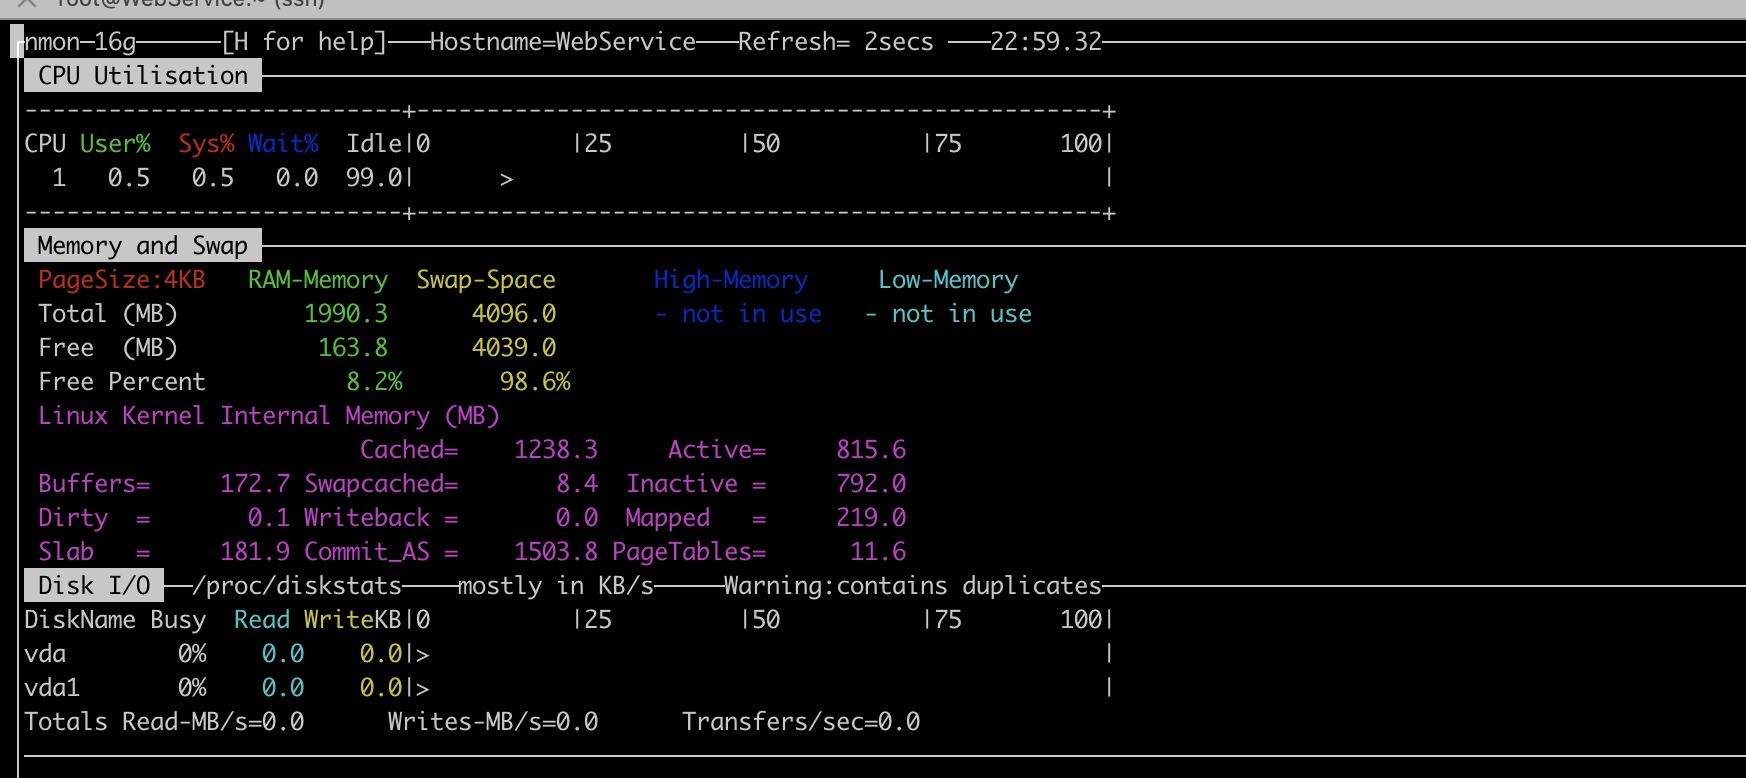 root@WebService:~ (ssh)
nmon-16g [H for help] Hostname=WebService Refresh= 2secs 22:59.32
CPU Utilisation
---------------------------+-------------------------------------------------+
CPU User%  Sys% Wait%  Idle|0          |25         |50          |75       100|
  1   0.5   0.5   0.0  99.0|      >                                          |
---------------------------+-------------------------------------------------+
Memory and Swap
PageSize:4KB   RAM-Memory  Swap-Space       High-Memory     Low-Memory
Total (MB)         1990.3      4096.0       - not in use   - not in use
Free  (MB)          163.8      4039.0
Free Percent          8.2%       98.6%
Linux Kernel Internal Memory (MB)
                       Cached=    1238.3     Active=     815.6
Buffers=     172.7 Swapcached=       8.4  Inactive =     792.0
Dirty  =       0.1 Writeback =       0.0  Mapped   =     219.0
Slab   =     181.9 Commit_AS =    1503.8 PageTables=      11.6
Disk I/O /proc/diskstats mostly in KB/s Warning:contains duplicates
DiskName Busy  Read WriteKB|0          |25         |50          |75       100|
vda        0%    0.0    0.0|>                                                |
vda1       0%    0.0    0.0|>                                                |
Totals Read-MB/s=0.0      Writes-MB/s=0.0      Transfers/sec=0.0